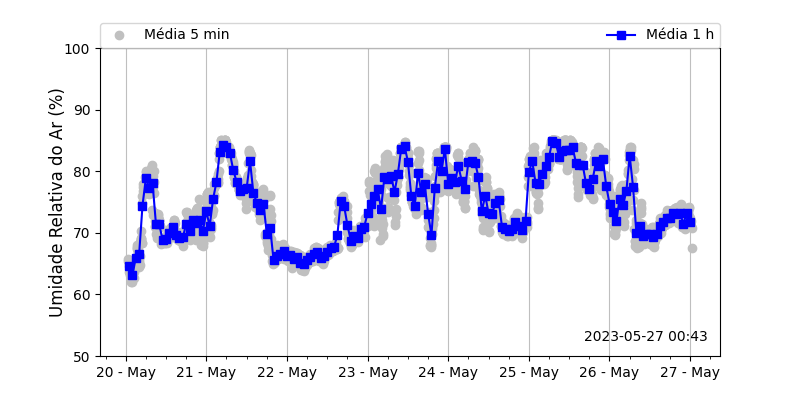 Média 5 min
Média 1 h
Umidade Relativa do Ar (%)
100
90
80
70
60
50
2023-05-27 00:43
20 - May
21 - May
22 - May
23 - May
24 - May
25 - May
26 - May
27 - May